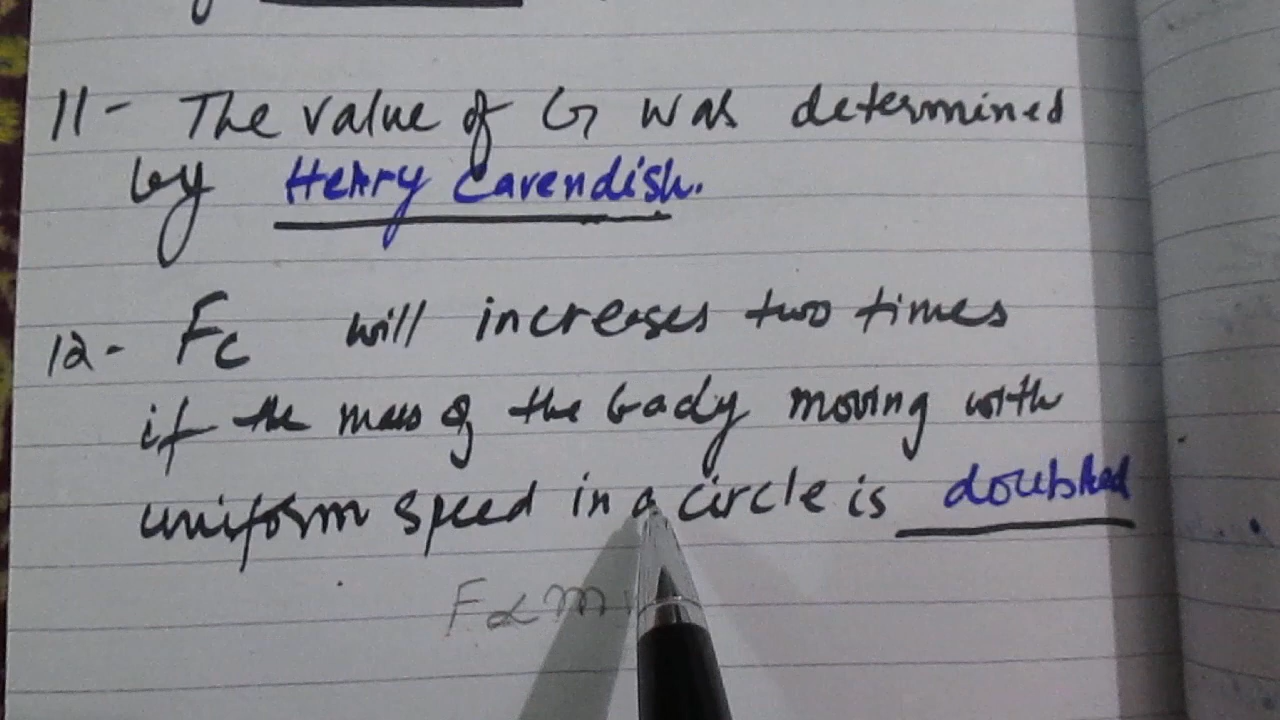 11- The value of G was determined
by Henry Cavendish.
12- Fc will increases two times
if the mass of the body moving with
uniform speed in a circle is doubled
F∝m